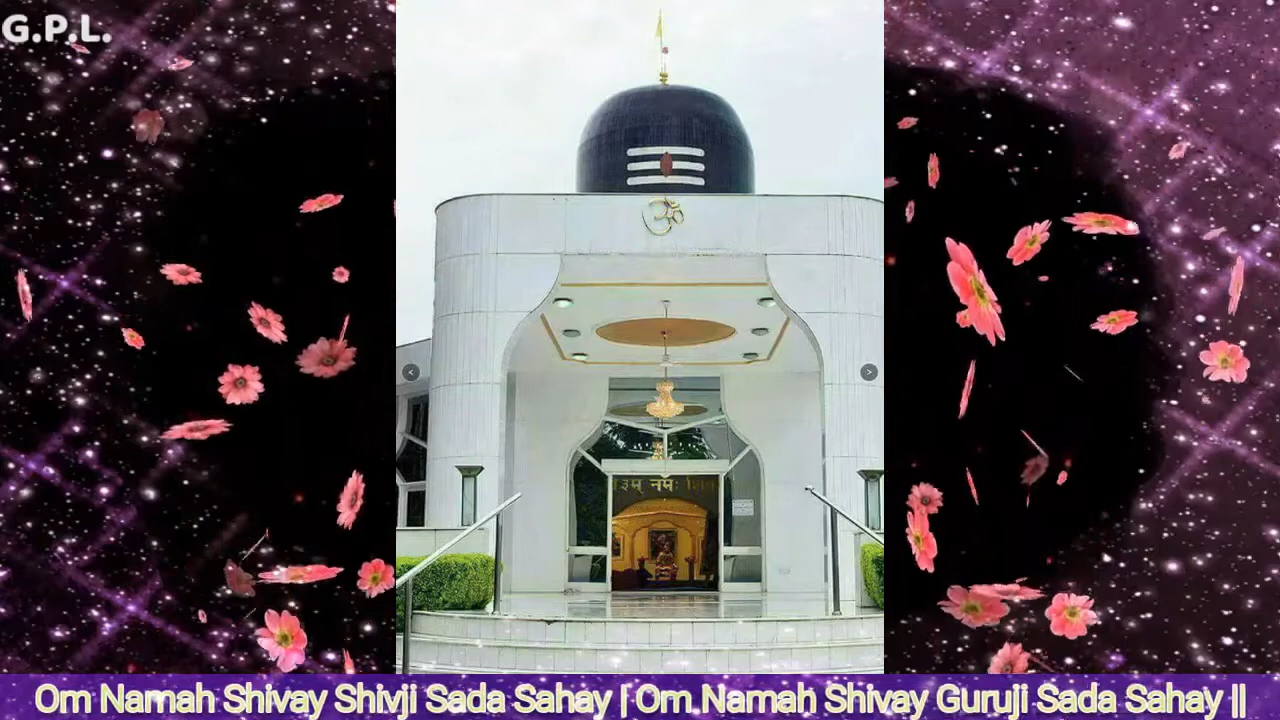 G.P.L.
ॐ
ॐ नमः शिवाय
Om Namah Shivay Shivji Sada Sahay | Om Namah Shivay Guruji Sada Sahay ||